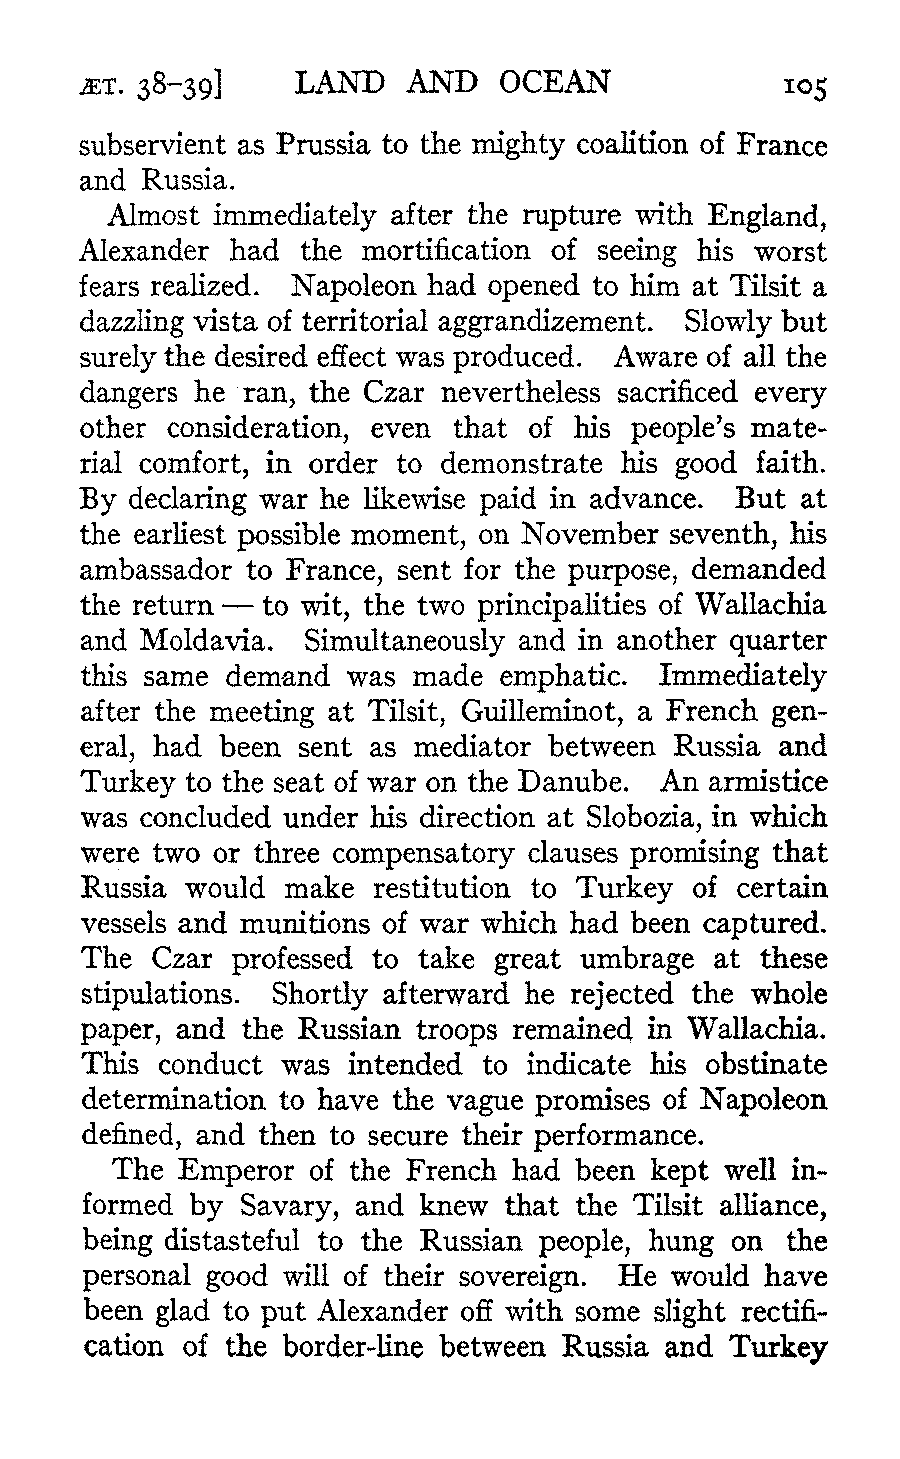 ÆT. 38-39] LAND AND OCEAN 105
subservient as Prussia to the mighty coalition of France
and Russia.
Almost immediately after the rupture with England,
Alexander had the mortification of seeing his worst
fears realized. Napoleon had opened to him at Tilsit a
dazzling vista of territorial aggrandizement. Slowly but
surely the desired effect was produced. Aware of all the
dangers he ran, the Czar nevertheless sacrificed every
other consideration, even that of his people's mate-
rial comfort, in order to demonstrate his good faith.
By declaring war he likewise paid in advance. But at
the earliest possible moment, on November seventh, his
ambassador to France, sent for the purpose, demanded
the return — to wit, the two principalities of Wallachia
and Moldavia. Simultaneously and in another quarter
this same demand was made emphatic. Immediately
after the meeting at Tilsit, Guilleminot, a French gen-
eral, had been sent as mediator between Russia and
Turkey to the seat of war on the Danube. An armistice
was concluded under his direction at Slobozia, in which
were two or three compensatory clauses promising that
Russia would make restitution to Turkey of certain
vessels and munitions of war which had been captured.
The Czar professed to take great umbrage at these
stipulations. Shortly afterward he rejected the whole
paper, and the Russian troops remained in Wallachia.
This conduct was intended to indicate his obstinate
determination to have the vague promises of Napoleon
defined, and then to secure their performance.
The Emperor of the French had been kept well in-
formed by Savary, and knew that the Tilsit alliance,
being distasteful to the Russian people, hung on the
personal good will of their sovereign. He would have
been glad to put Alexander off with some slight rectifi-
cation of the border-line between Russia and Turkey